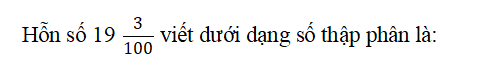 Hỗn số 19 3/100 viết dưới dạng số thập phân là: